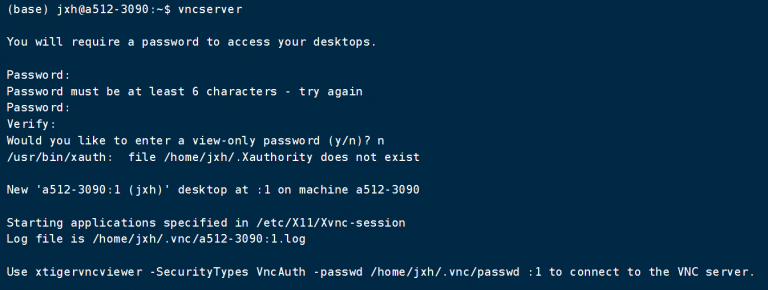 (base) jxh@a512-3090:~$ vncserver
You will require a password to access your desktops.
Password:
Password must be at least 6 characters - try again
Password:
Verify:
Would you like to enter a view-only password (y/n)? n
/usr/bin/xauth:  file /home/jxh/.Xauthority does not exist
New 'a512-3090:1 (jxh)' desktop at :1 on machine a512-3090
Starting applications specified in /etc/X11/Xvnc-session
Log file is /home/jxh/.vnc/a512-3090:1.log
Use xtigervncviewer -SecurityTypes VncAuth -passwd /home/jxh/.vnc/passwd :1 to connect to the VNC server.